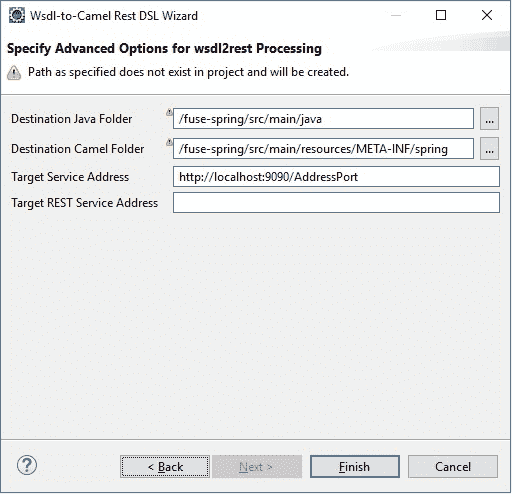 Wsdl-to-Camel Rest DSL Wizard
Specify Advanced Options for wsdl2rest Processing
Path as specified does not exist in project and will be created.
Destination Java Folder /fuse-spring/src/main/java ...
Destination Camel Folder /fuse-spring/src/main/resources/META-INF/spring ...
Target Service Address http://localhost:9090/AddressPort
Target REST Service Address
? < Back Next > Finish Cancel